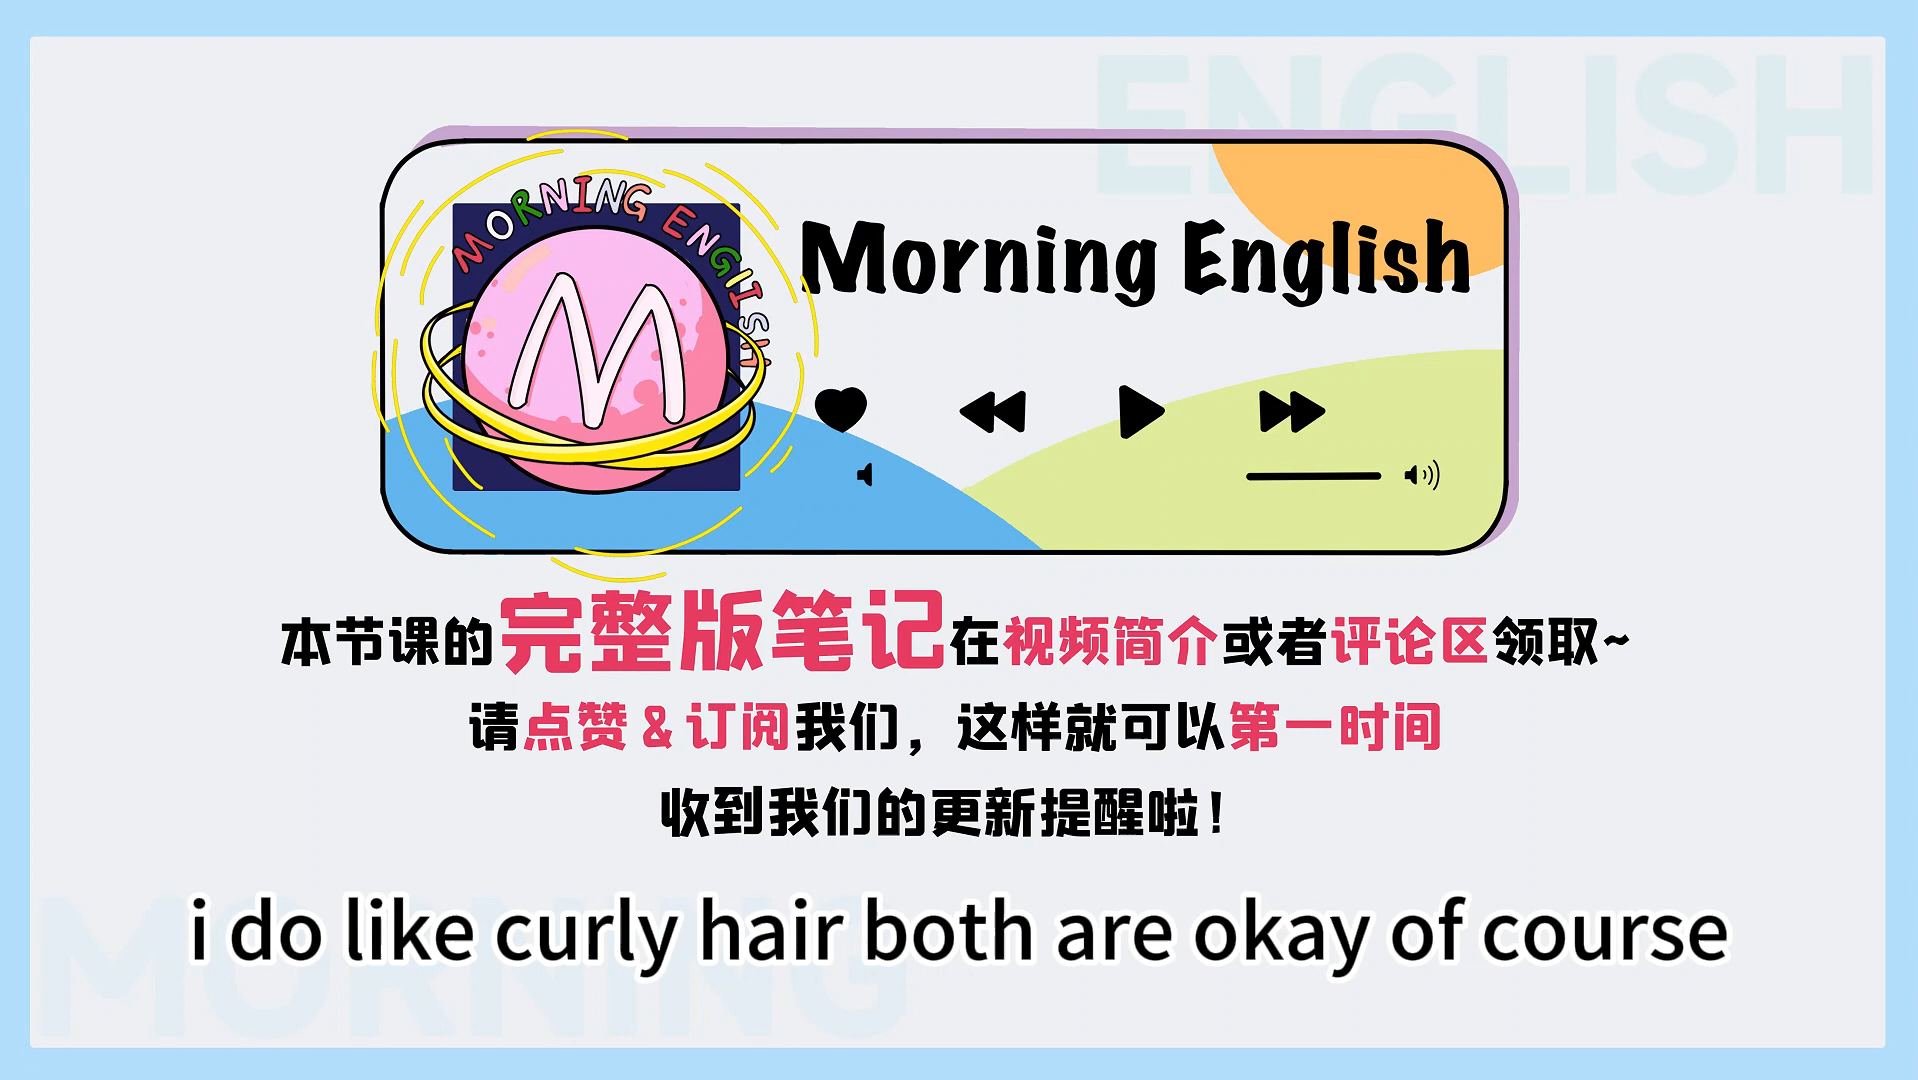 ENGLISH
MORNING ENGLISH
M
Morning English
本节课的完整版笔记在视频简介或者评论区领取~
请点赞&订阅我们，这样就可以第一时间
收到我们的更新提醒啦！
MORNING
i do like curly hair both are okay of course